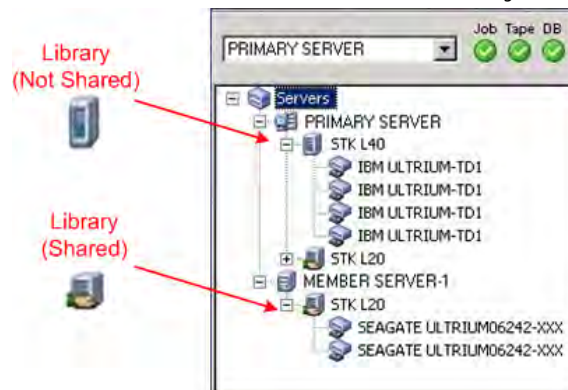 Job Tape DB
PRIMARY SERVER
Library
(Not Shared)
Servers
PRIMARY SERVER
STK L40
IBM ULTRIUM-TD1
IBM ULTRIUM-TD1
IBM ULTRIUM-TD1
IBM ULTRIUM-TD1
STK L20
Library
(Shared)
MEMBER SERVER-1
STK L20
SEAGATE ULTRIUM06242-XXX
SEAGATE ULTRIUM06242-XXX